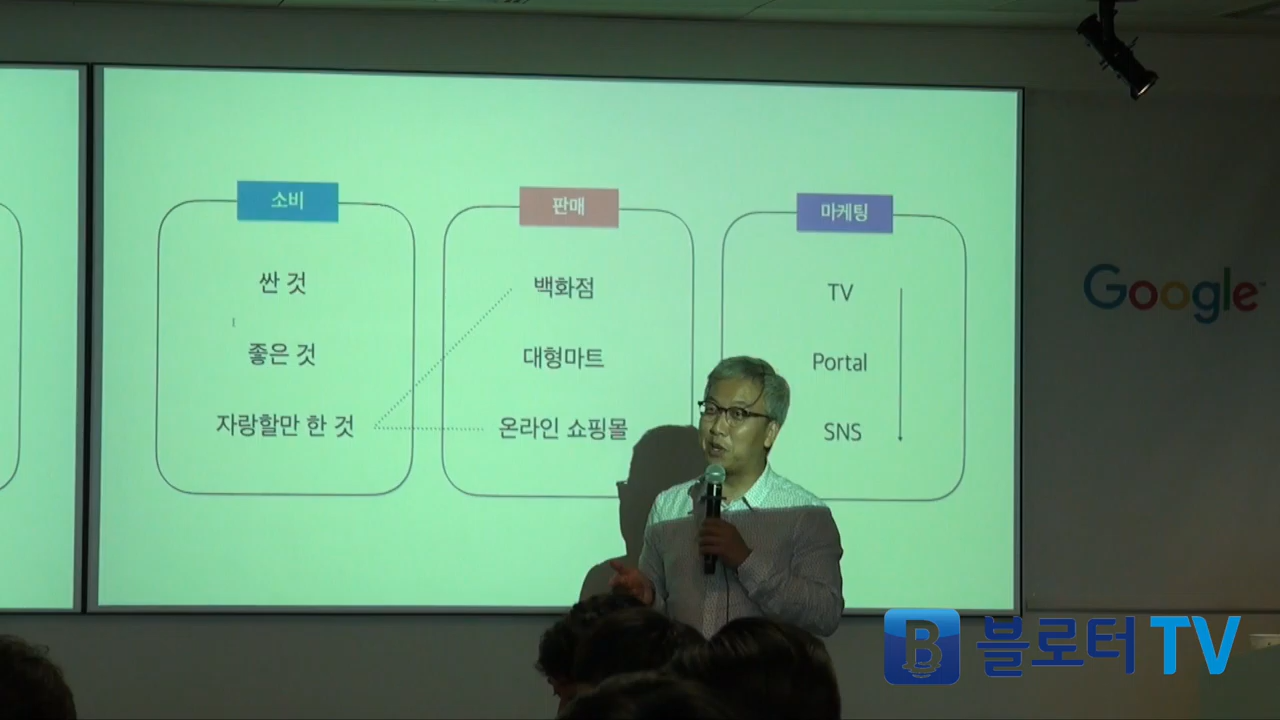 소비
싼 것
좋은 것
자랑할만 한 것
판매
백화점
대형마트
온라인 쇼핑몰
마케팅
TV
Portal
SNS
Google
B 블로터 TV